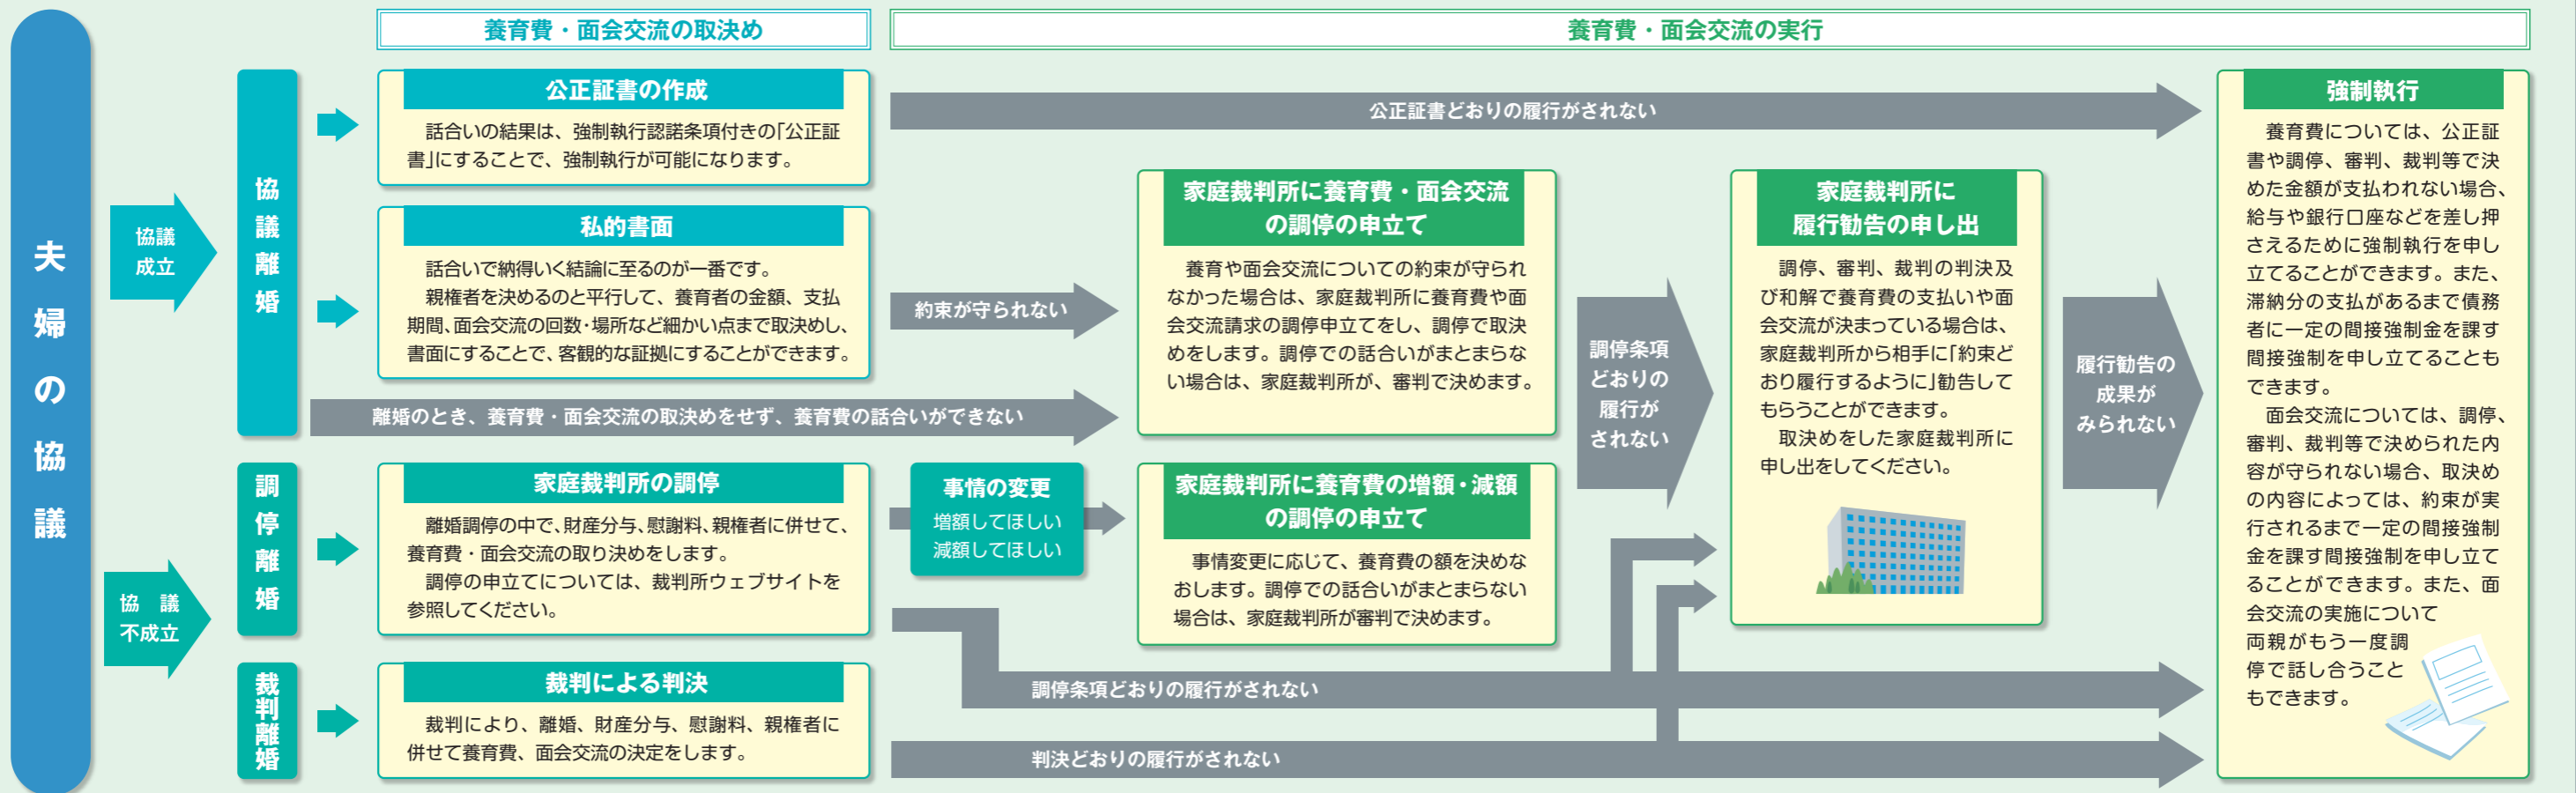 養育費・面会交流の取決め
養育費・面会交流の実行
夫婦の協議
協議
成立
協議離婚
公正証書の作成
話合いの結果は、強制執行認諾条項付きの「公正証
書」にすることで、強制執行が可能になります。
公正証書どおりの履行がされない
私的書面
話合いで納得いく結論に至るのが一番です。
親権者を決めるのと平行して、養育者の金額、支払
期間、面会交流の回数・場所など細かい点まで取決めし、
書面にすることで、客観的な証拠にすることができます。
約束が守られない
離婚のとき、養育費・面会交流の取決めをせず、養育費の話合いができない
家庭裁判所に養育費・面会交流
の調停の申立て
養育や面会交流についての約束が守られ
なかった場合は、家庭裁判所に養育費や面
会交流請求の調停申立てをし、調停で取決
めをします。調停での話合いがまとまらな
い場合は、家庭裁判所が、審判で決めます。
調停条項
どおりの
履行が
されない
家庭裁判所に
履行勧告の申し出
調停、審判、裁判の判決及
び和解で養育費の支払いや面
会交流が決まっている場合は、
家庭裁判所から相手に「約束ど
おり履行するように」勧告して
もらうことができます。
取決めをした家庭裁判所に
申し出をしてください。
履行勧告の
成果が
みられない
強制執行
養育費については、公正証
書や調停、審判、裁判等で決
めた金額が支払われない場合、
給与や銀行口座などを差し押
さえるために強制執行を申し
立てることができます。また、
滞納分の支払があるまで債務
者に一定の間接強制金を課す
間接強制を申し立てることも
できます。
面会交流については、調停、
審判、裁判等で決められた内
容が守られない場合、取決め
の内容によっては、約束が実
行されるまで一定の間接強制
金を課す間接強制を申し立て
ることができます。また、面
会交流の実施について
両親がもう一度調
停で話し合うこと
もできます。
協 議
不成立
調停離婚
家庭裁判所の調停
離婚調停の中で、財産分与、慰謝料、親権者に併せて、
養育費・面会交流の取り決めをします。
調停の申立てについては、裁判所ウェブサイトを
参照してください。
事情の変更
増額してほしい
減額してほしい
家庭裁判所に養育費の増額・減額
の調停の申立て
事情変更に応じて、養育費の額を決めな
おします。調停での話合いがまとまらない
場合は、家庭裁判所が審判で決めます。
調停条項どおりの履行がされない
裁判離婚
裁判による判決
裁判により、離婚、財産分与、慰謝料、親権者に
併せて養育費、面会交流の決定をします。
判決どおりの履行がされない